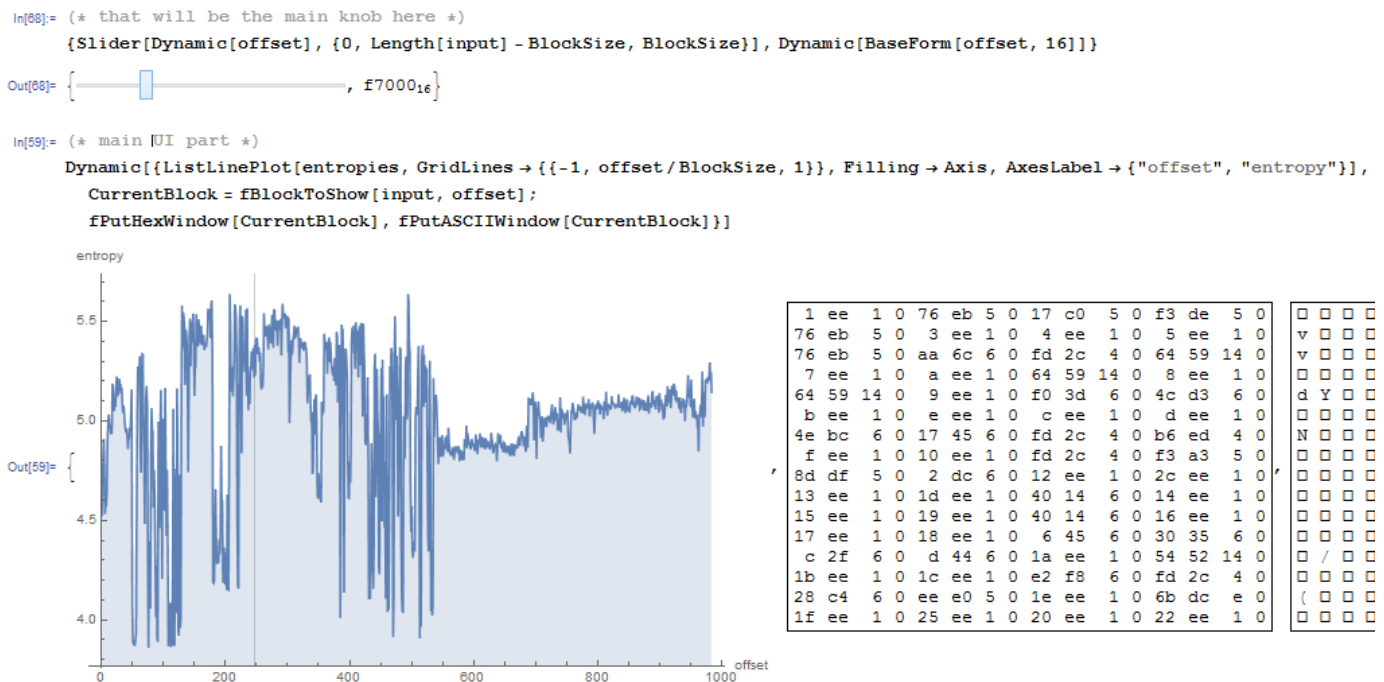 In[68]:= (* that will be the main knob here *)
{Slider[Dynamic[offset], {0, Length[input] - BlockSize, BlockSize}], Dynamic[BaseForm[offset, 16]]}
Out[68]= { , f7000₁₆}
In[59]:= (* main UI part *)
Dynamic[{ListLinePlot[entropies, GridLines → {{-1, offset/BlockSize, 1}}, Filling → Axis, AxesLabel → {"offset", "entropy"}],
CurrentBlock = fBlockToShow[input, offset];
fPutHexWindow[CurrentBlock], fPutASCIIWindow[CurrentBlock]}]
entropy
5.5
5.0
4.5
4.0
0 200 400 600 800 1000
offset
Out[59]= {
,
1 ee 1 0 76 eb 5 0 17 c0 5 0 f3 de 5 0
76 eb 5 0 3 ee 1 0 4 ee 1 0 5 ee 1 0
76 eb 5 0 aa 6c 6 0 fd 2c 4 0 64 59 14 0
7 ee 1 0 a ee 1 0 64 59 14 0 8 ee 1 0
64 59 14 0 9 ee 1 0 f0 3d 6 0 4c d3 6 0
b ee 1 0 e ee 1 0 c ee 1 0 d ee 1 0
4e bc 6 0 17 45 6 0 fd 2c 4 0 b6 ed 4 0
f ee 1 0 10 ee 1 0 fd 2c 4 0 f3 a3 5 0
8d df 5 0 2 dc 6 0 12 ee 1 0 2c ee 1 0
13 ee 1 0 1d ee 1 0 40 14 6 0 14 ee 1 0
15 ee 1 0 19 ee 1 0 40 14 6 0 16 ee 1 0
17 ee 1 0 18 ee 1 0 6 45 6 0 30 35 6 0
c 2f 6 0 d 44 6 0 1a ee 1 0 54 52 14 0
1b ee 1 0 1c ee 1 0 e2 f8 6 0 fd 2c 4 0
28 c4 6 0 ee e0 5 0 1e ee 1 0 6b dc e 0
1f ee 1 0 25 ee 1 0 20 ee 1 0 22 ee 1 0
,
□ □ □ □
v □ □ □
v □ □ □
□ □ □ □
d Y □ □
□ □ □ □
N □ □ □
□ □ □ □
□ □ □ □
□ □ □ □
□ □ □ □
□ □ □ □
□ / □ □
□ □ □ □
( □ □ □
□ □ □ □